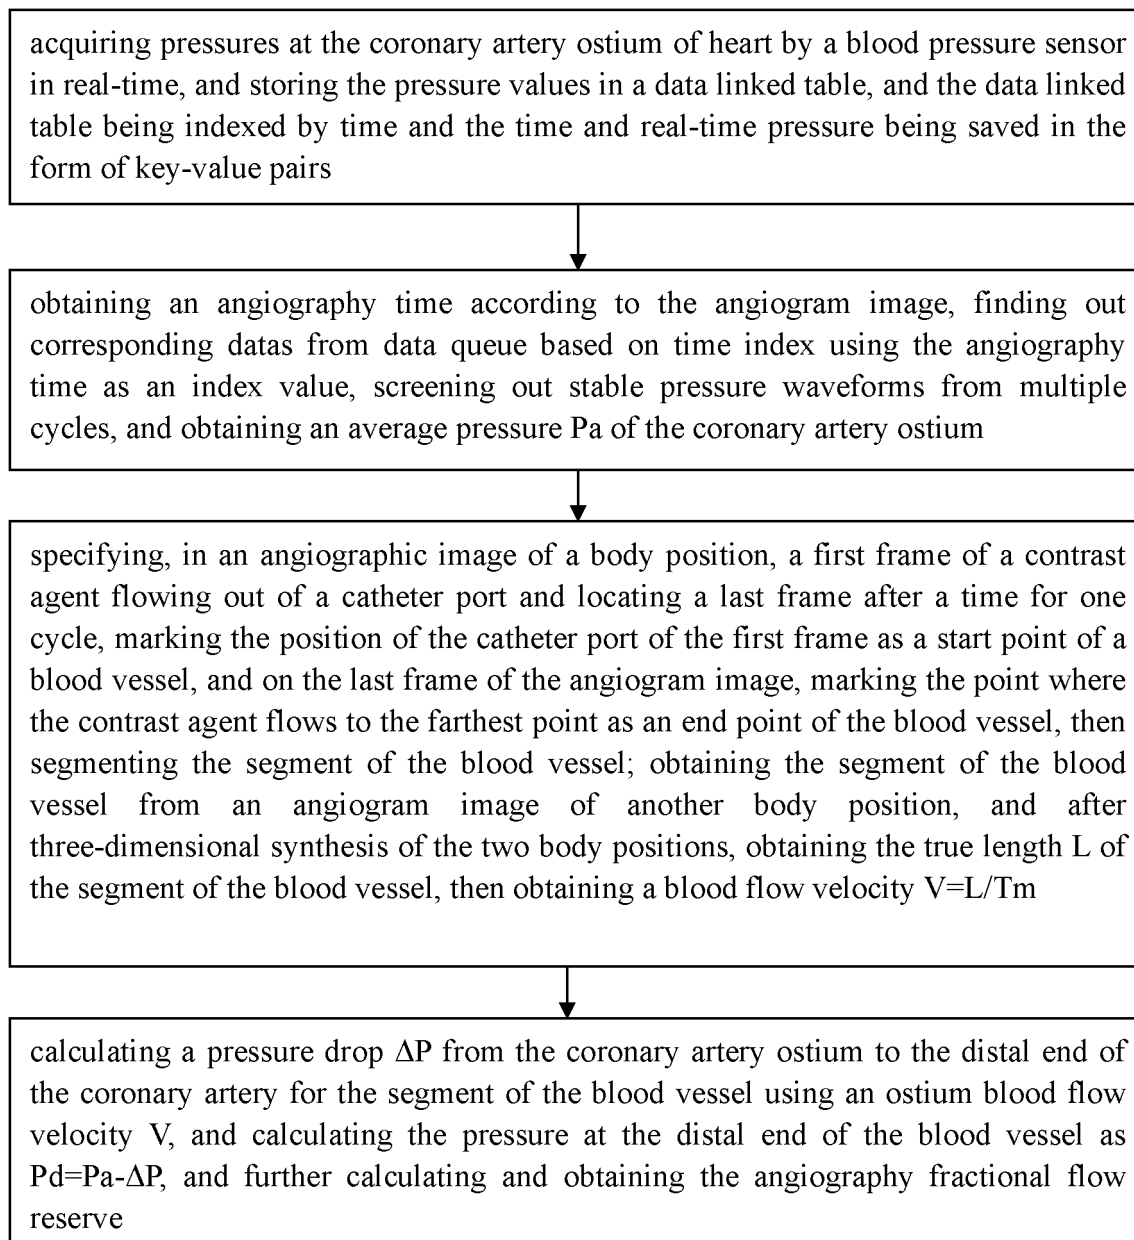 acquiring pressures at the coronary artery ostium of heart by a blood pressure sensor
in real-time, and storing the pressure values in a data linked table, and the data linked
table being indexed by time and the time and real-time pressure being saved in the
form of key-value pairs
obtaining an angiography time according to the angiogram image, finding out
corresponding datas from data queue based on time index using the angiography
time as an index value, screening out stable pressure waveforms from multiple
cycles, and obtaining an average pressure Pa of the coronary artery ostium
specifying, in an angiographic image of a body position, a first frame of a contrast
agent flowing out of a catheter port and locating a last frame after a time for one
cycle, marking the position of the catheter port of the first frame as a start point of a
blood vessel, and on the last frame of the angiogram image, marking the point where
the contrast agent flows to the farthest point as an end point of the blood vessel, then
segmenting the segment of the blood vessel; obtaining the segment of the blood
vessel from an angiogram image of another body position, and after
three-dimensional synthesis of the two body positions, obtaining the true length L of
the segment of the blood vessel, then obtaining a blood flow velocity V=L/Tm
calculating a pressure drop ΔP from the coronary artery ostium to the distal end of
the coronary artery for the segment of the blood vessel using an ostium blood flow
velocity V, and calculating the pressure at the distal end of the blood vessel as
Pd=Pa-ΔP, and further calculating and obtaining the angiography fractional flow
reserve